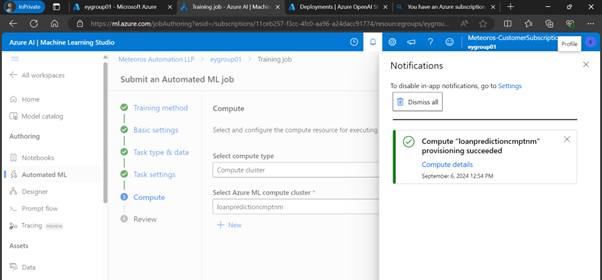 InPrivate
eygroup01 - Microsoft Azure
Training job - AI | Machine Learn
Deployments | Azure OpenAI S
You have an Azure subscription
https://ml.azure.com/jobAuthoring?wsid=/subscriptions/11ceb257-f3cc-4fc0-aa96-a24dacc91774/resourcegroups/eygrou...
Azure AI | Machine Learning Studio
Meteoros-CustomerSubscription
Profile
All workspaces
Home
Model catalog
Authoring
Notebooks
Automated ML
Designer
Prompt flow
Tracing PREVIEW
Assets
Data
Meteoros Automation LLP > eygroup01 > Training job
Submit an Automated ML job
Training method
Basic settings
Task type & data
Task settings
Compute
Review
Compute
Select and configure the compute resource for executing
Select compute type
Compute cluster
Select Azure ML compute cluster *
loanpredictioncmptnm
+ New
Notifications
To disable in-app notifications, go to Settings
Dismiss all
Compute "loanpredictioncmptnm"
provisioning succeeded
Compute details
September 6, 2024 12:54 PM